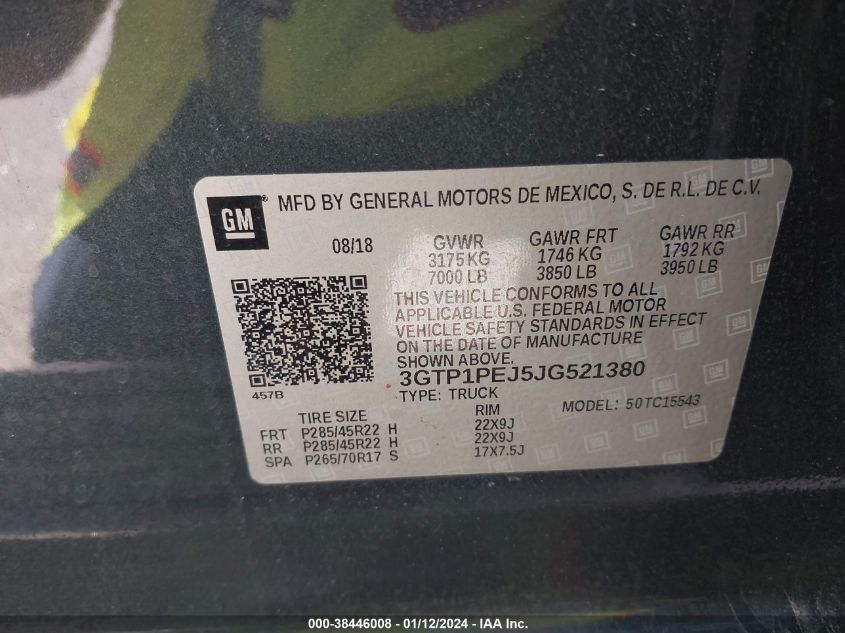 GM MFD BY GENERAL MOTORS DE MEXICO, S. DE R.L. DE C.V.
08/18 GVWR GAWR FRT GAWR RR
3175 KG 1746 KG 1792 KG
7000 LB 3850 LB 3950 LB
THIS VEHICLE CONFORMS TO ALL
APPLICABLE U.S. FEDERAL MOTOR
VEHICLE SAFETY STANDARDS IN EFFECT
ON THE DATE OF MANUFACTURE
SHOWN ABOVE.
457B 3GTP1PEJ5JG521380
TYPE: TRUCK MODEL: 50TC15543
TIRE SIZE RIM
FRT P285/45R22 H 22X9J
RR P285/45R22 H 22X9J
SPA P265/70R17 S 17X7.5J
000-38446008 - 01/12/2024 - IAA Inc.